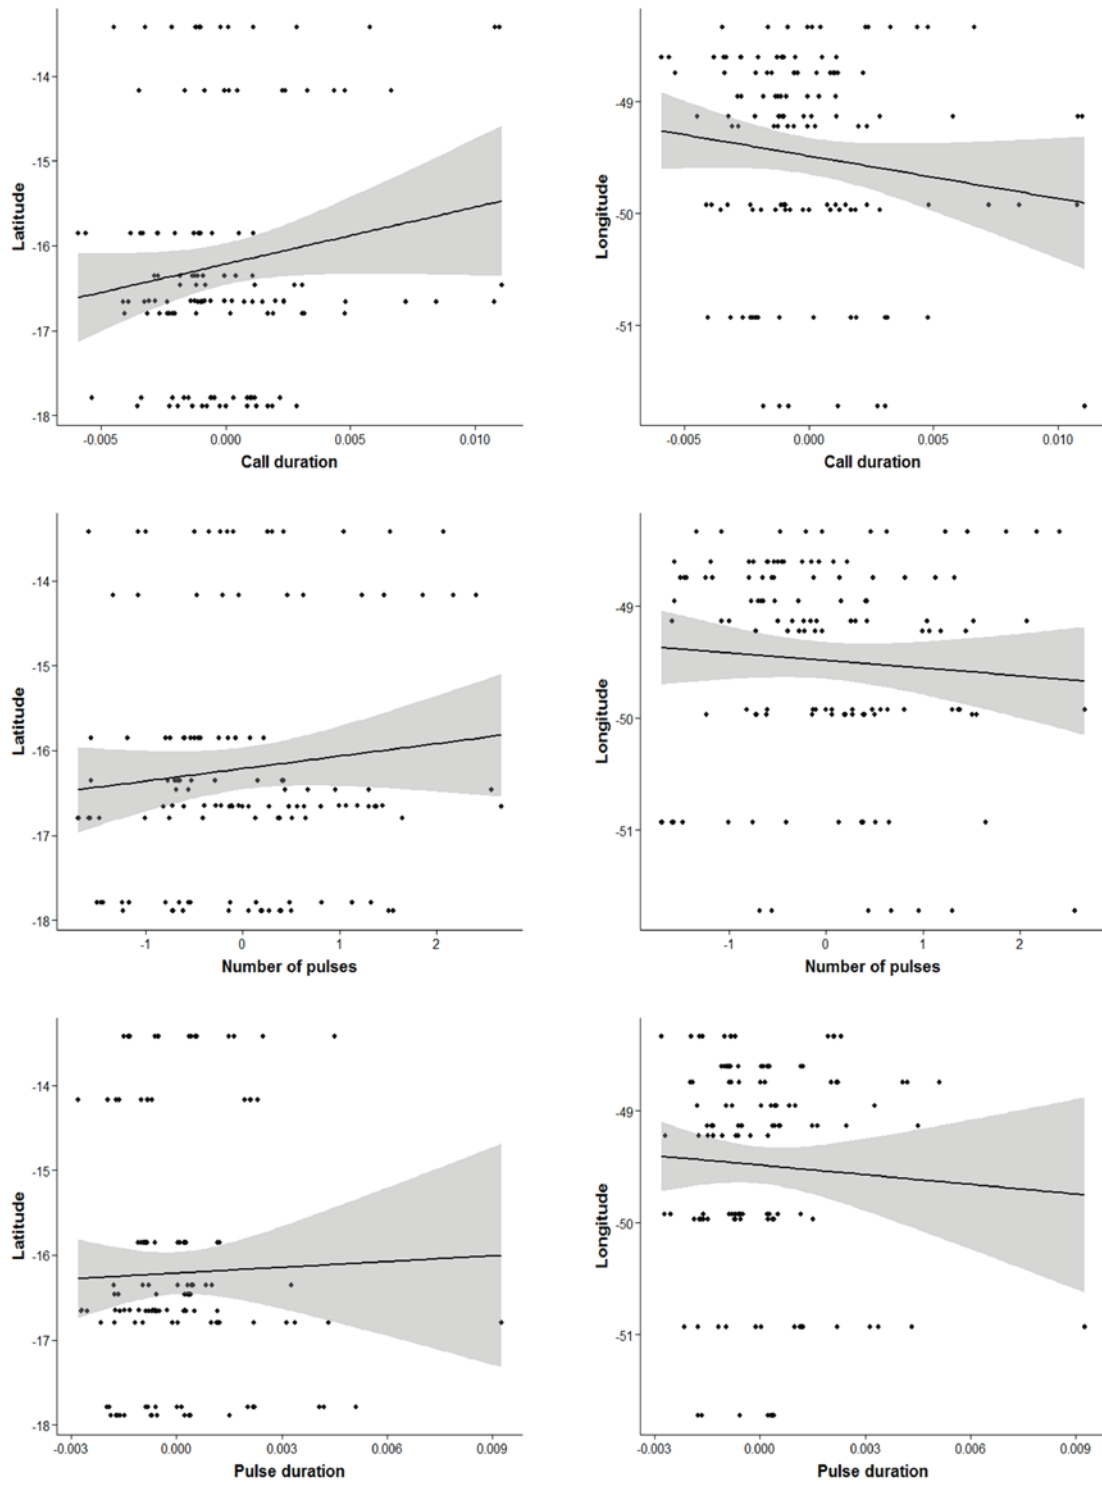 -14
-15
-16
-17
-18
Latitude
-0.005 0.000 0.005 0.010
Call duration
-49
-50
-51
Longitude
-0.005 0.000 0.005 0.010
Call duration
-14
-15
-16
-17
-18
Latitude
-1 0 1 2
Number of pulses
-49
-50
-51
Longitude
-1 0 1 2
Number of pulses
-14
-15
-16
-17
-18
Latitude
-0.003 0.000 0.003 0.006 0.009
Pulse duration
-49
-50
-51
Longitude
-0.003 0.000 0.003 0.006 0.009
Pulse duration